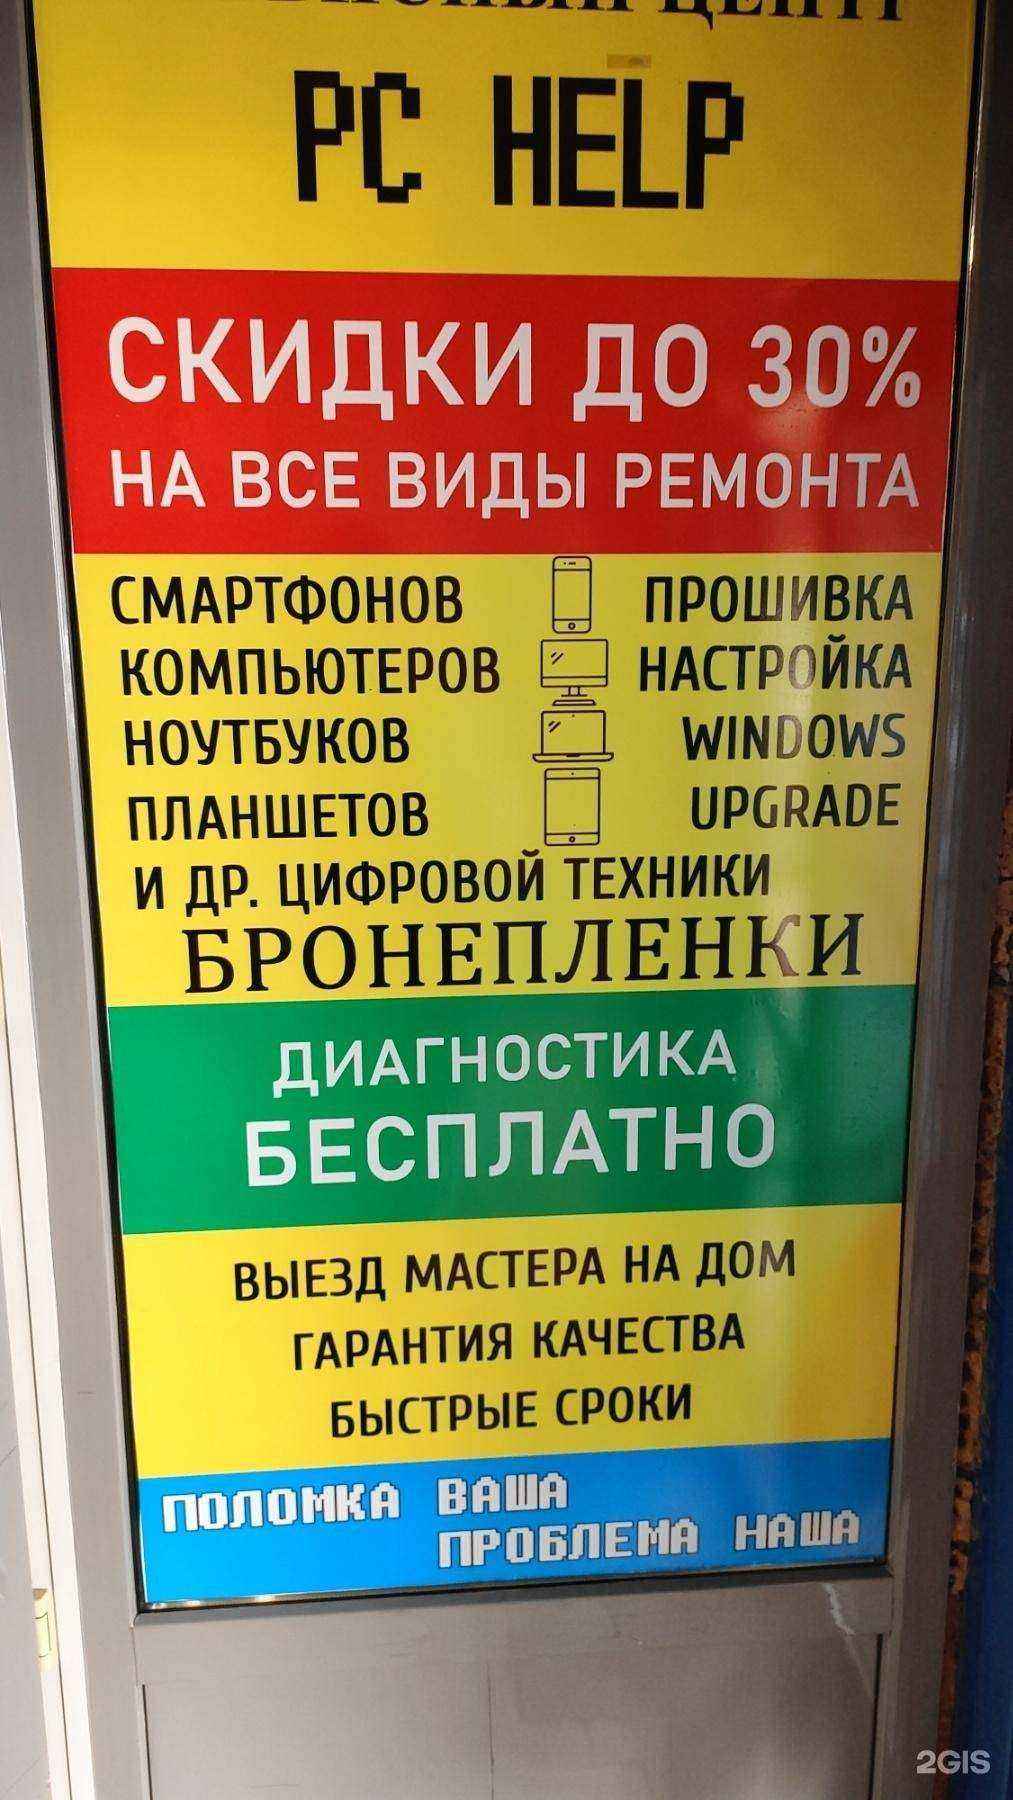 ЦЕНТР
PC HELP
СКИДКИ ДО 30%
НА ВСЕ ВИДЫ РЕМОНТА
СМАРТФОНОВ ПРОШИВКА
КОМПЬЮТЕРОВ НАСТРОЙКА
НОУТБУКОВ WINDOWS
ПЛАНШЕТОВ UPGRADE
И ДР. ЦИФРОВОЙ ТЕХНИКИ
БРОНЕПЛЕНКИ
ДИАГНОСТИКА
БЕСПЛАТНО
ВЫЕЗД МАСТЕРА НА ДОМ
ГАРАНТИЯ КАЧЕСТВА
БЫСТРЫЕ СРОКИ
ПОЛОМКА ВАША
ПРОБЛЕМА НАША
2GIS